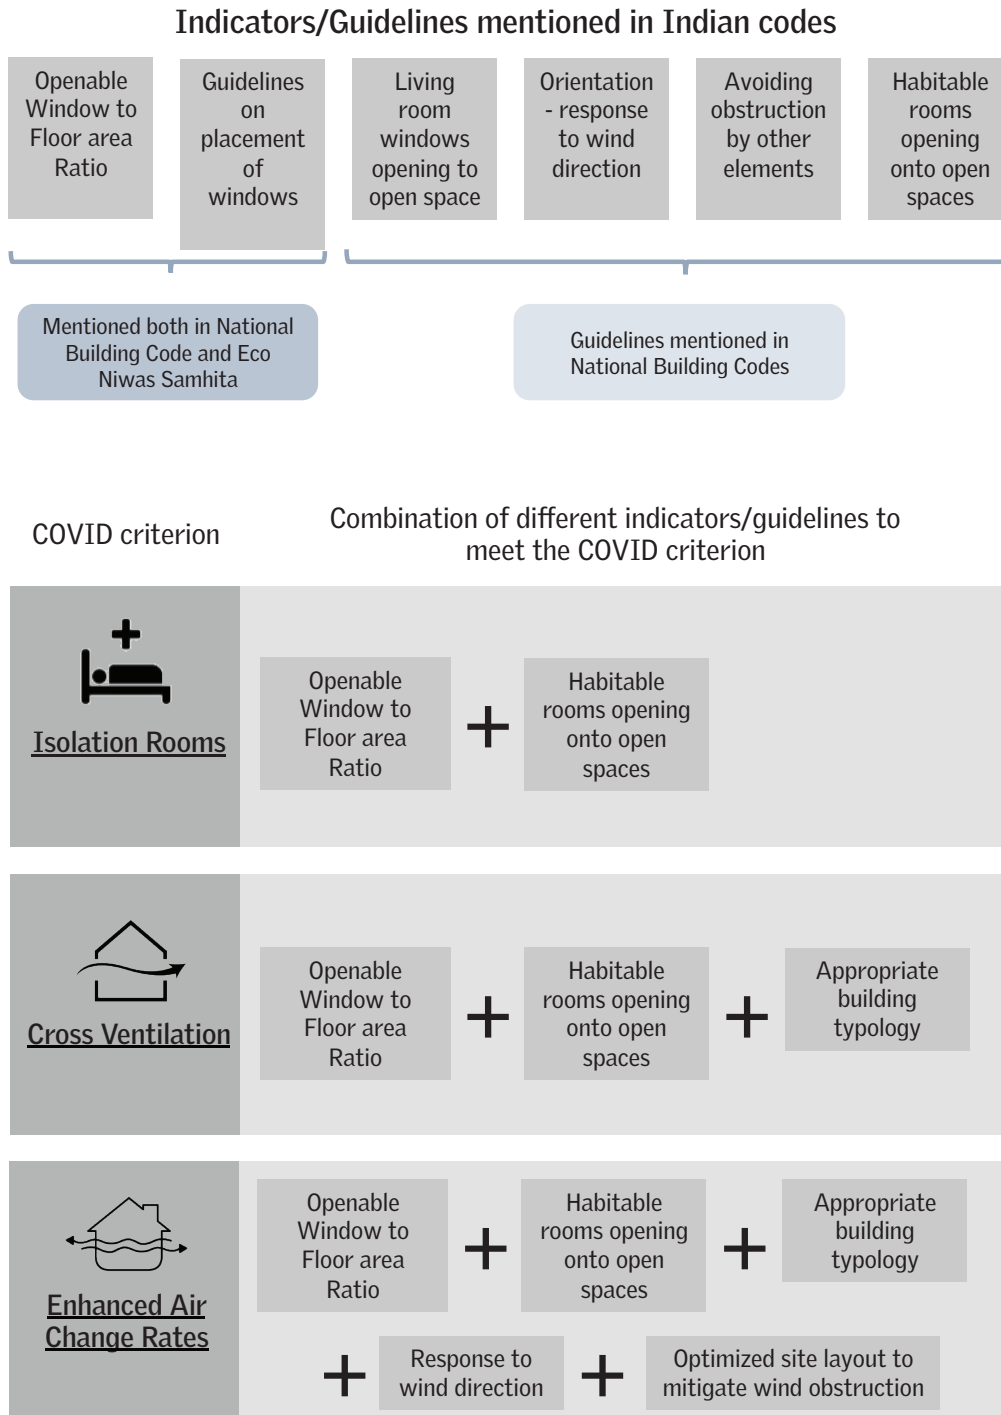 Indicators/Guidelines mentioned in Indian codes
Openable
Window to
Floor area
Ratio
Guidelines
on
placement
of
windows
Living
room
windows
opening to
open space
Orientation
- response
to wind
direction
Avoiding
obstruction
by other
elements
Habitable
rooms
opening
onto open
spaces
Mentioned both in National
Building Code and Eco
Niwas Samhita
Guidelines mentioned in
National Building Codes
COVID criterion
Combination of different indicators/guidelines to
meet the COVID criterion
Isolation Rooms
Openable
Window to
Floor area
Ratio
+
Habitable
rooms opening
onto open
spaces
Cross Ventilation
Openable
Window to
Floor area
Ratio
+
Habitable
rooms opening
onto open
spaces
+
Appropriate
building
typology
Enhanced Air
Change Rates
Openable
Window to
Floor area
Ratio
+
Habitable
rooms opening
onto open
spaces
+
Appropriate
building
typology
+
Response to
wind direction
+
Optimized site layout to
mitigate wind obstruction